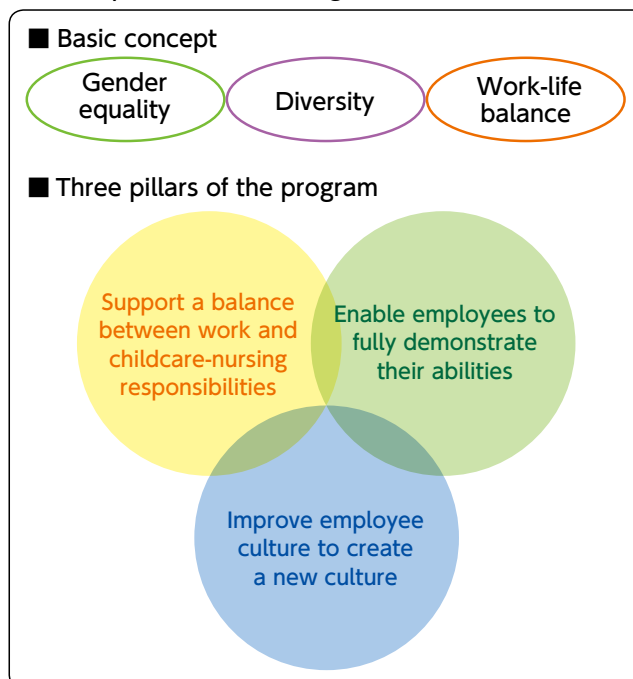 ■ Basic concept
Gender
equality
Diversity
Work-life
balance
■ Three pillars of the program
Support a balance
between work and
childcare-nursing
responsibilities
Enable employees to
fully demonstrate
their abilities
Improve employee
culture to create
a new culture